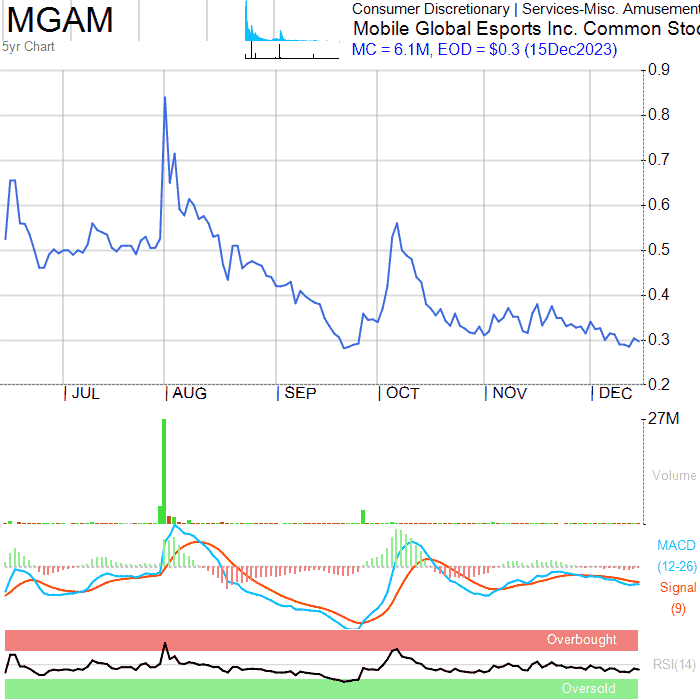 MGAM
5yr Chart
Consumer Discretionary | Services-Misc. Amusement
Mobile Global Esports Inc. Common Stoc
MC = 6.1M, EOD = $0.3 (15Dec2023)
0.9
0.8
0.7
0.6
0.5
0.4
0.3
0.2
JUL AUG SEP OCT NOV DEC
27M
Volume
MACD
(12-26)
Signal
(9)
Overbought
RSI(14)
Oversold